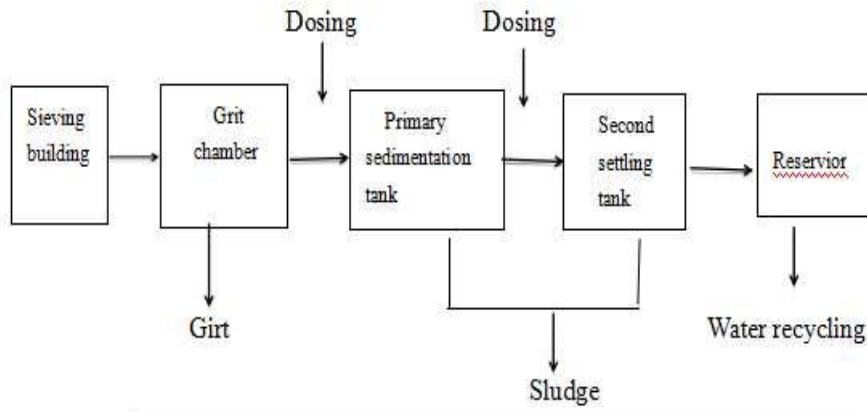 Dosing
Dosing
Sieving
building
Grit
chamber
Primary
sedimentation
tank
Second
settling
tank
Reservior
Girt
Water recycling
Sludge